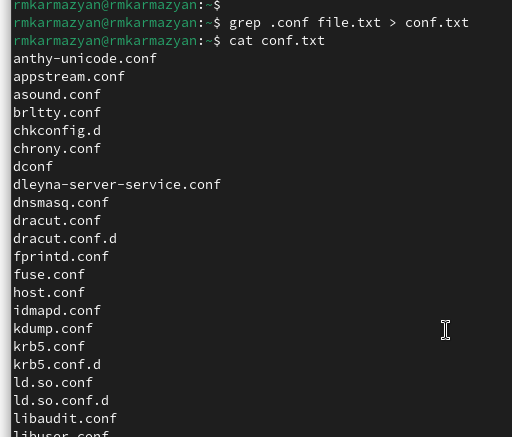 rmkarmazyan@rmkarmazyan:~$
rmkarmazyan@rmkarmazyan:~$ grep .conf file.txt > conf.txt
rmkarmazyan@rmkarmazyan:~$ cat conf.txt
anthy-unicode.conf
appstream.conf
asound.conf
brltty.conf
chkconfig.d
chrony.conf
dconf
dleyna-server-service.conf
dnsmasq.conf
dracut.conf
dracut.conf.d
fprintd.conf
fuse.conf
host.conf
idmapd.conf
kdump.conf
krb5.conf
krb5.conf.d
ld.so.conf
ld.so.conf.d
libaudit.conf
libuser.conf